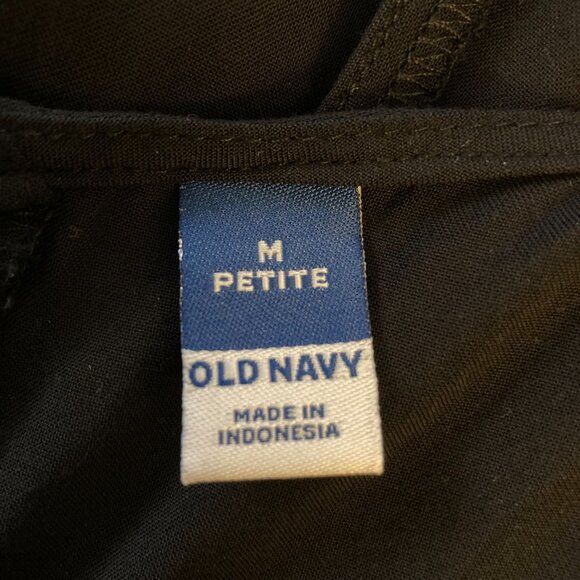 M
PETITE
OLD NAVY
MADE IN
INDONESIA